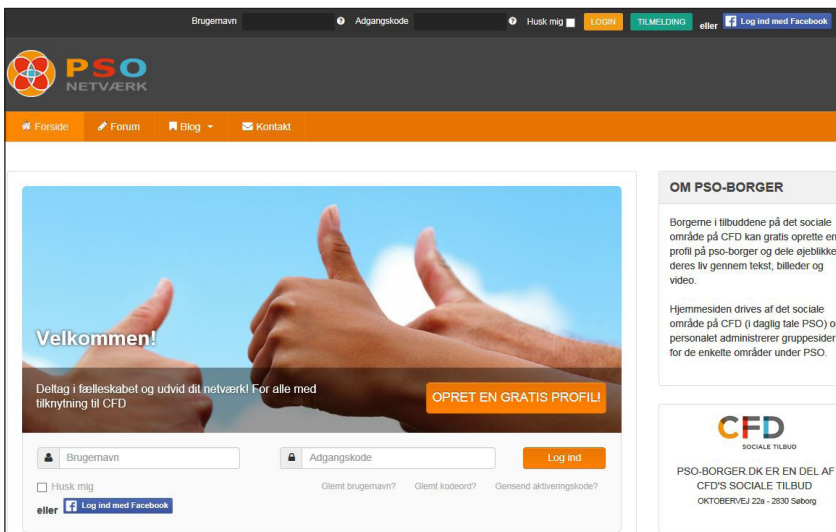 Brugernavn Adgangskode Husk mig LOGIN TILMELDING eller Log ind med Facebook
PSO
NETVÆRK
Forside Forum Blog Kontakt
Velkommen!
Deltag i fælleskabet og udvid dit netværk! For alle med
tilknytning til CFD
OPRET EN GRATIS PROFIL!
Brugernavn Adgangskode Log ind
Husk mig Glemt brugernavn? Glemt kodeord? Gensend aktiveringskode?
eller Log ind med Facebook
OM PSO-BORGER
Borgerne i tilbuddene på det sociale
område på CFD kan gratis oprette en
profil på pso-borger og dele øjeblikke
deres liv gennem tekst, billeder og
video.
Hjemmesiden drives af det sociale
område på CFD (i daglig tale PSO) o
personalet administrerer gruppesider
for de enkelte områder under PSO.
CFD
SOCIALE TILBUD
PSO-BORGER.DK ER EN DEL AF
CFD'S SOCIALE TILBUD
OKTOBERVEJ 22a - 2830 Søborg